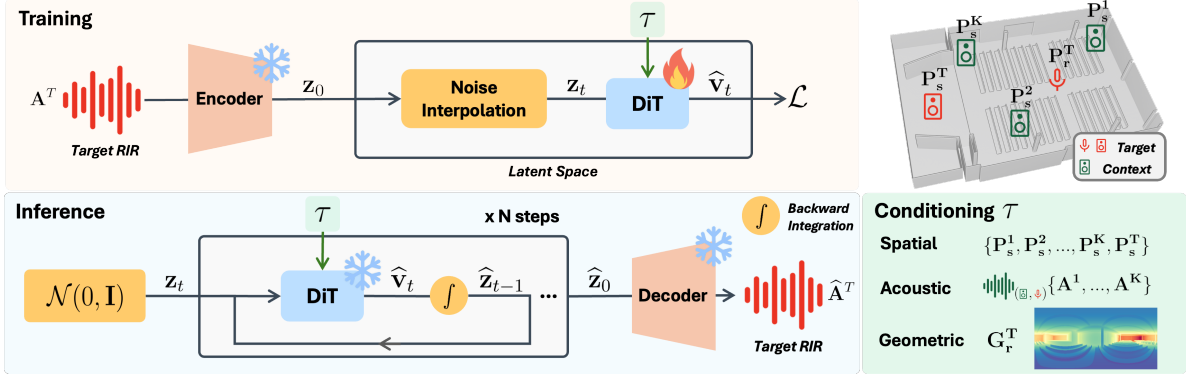 Training
A^T
Target RIR
Encoder
z_0
Noise
Interpolation
z_t
τ
DiT
v̂_t
ℒ
Latent Space
P_s^K
P_s^1
P_r^T
P_s^T
P_s^2
Target
Context
Inference
𝒩(0, I)
z_t
τ
DiT
v̂_t
∫
ẑ_{t−1}
...
x N steps
∫
Backward
Integration
ẑ_0
Decoder
Â^T
Target RIR
Conditioning τ
Spatial {P_s^1, P_s^2, ..., P_s^K, P_s^T}
Acoustic ( , ) {A^1, ..., A^K}
Geometric G_r^T